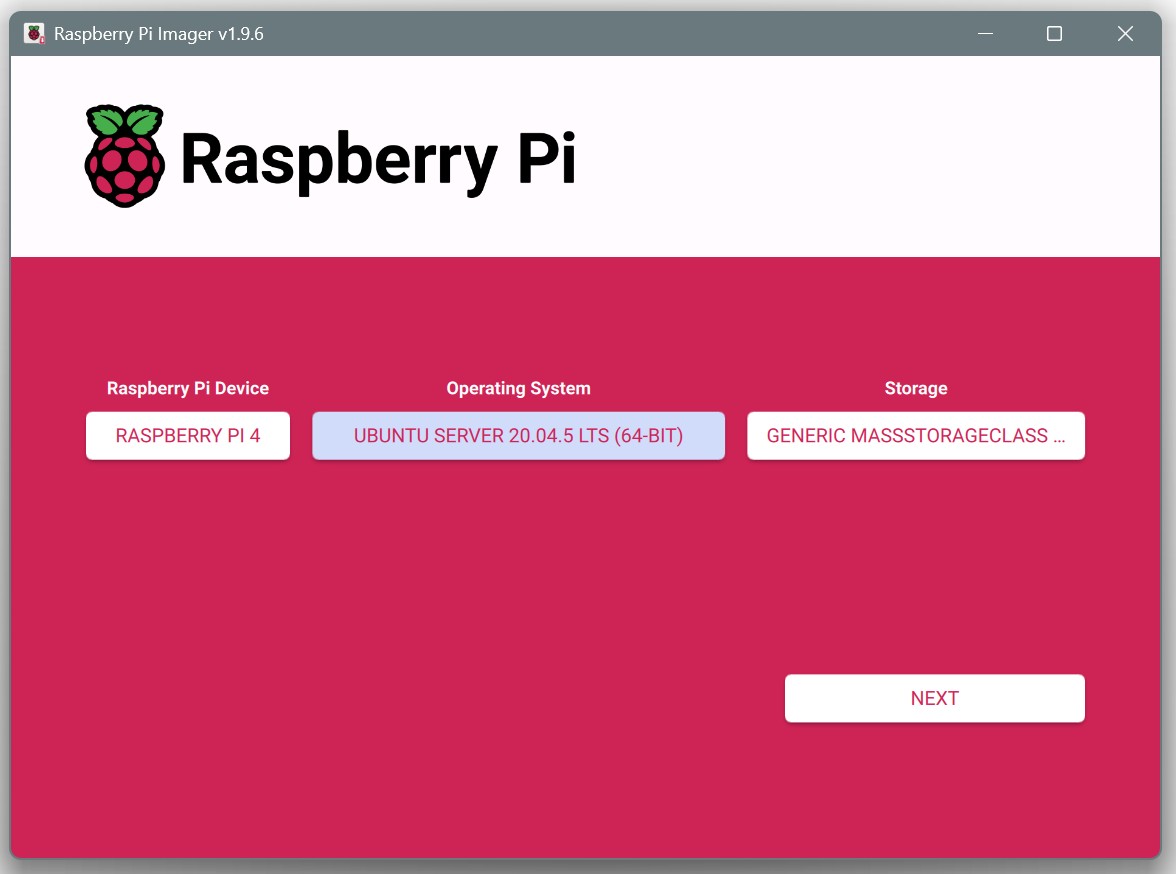 Raspberry Pi Imager v1.9.6
Raspberry Pi
Raspberry Pi Device
Operating System
Storage
RASPBERRY PI 4
UBUNTU SERVER 20.04.5 LTS (64-BIT)
GENERIC MASSSTORAGECLASS ...
NEXT